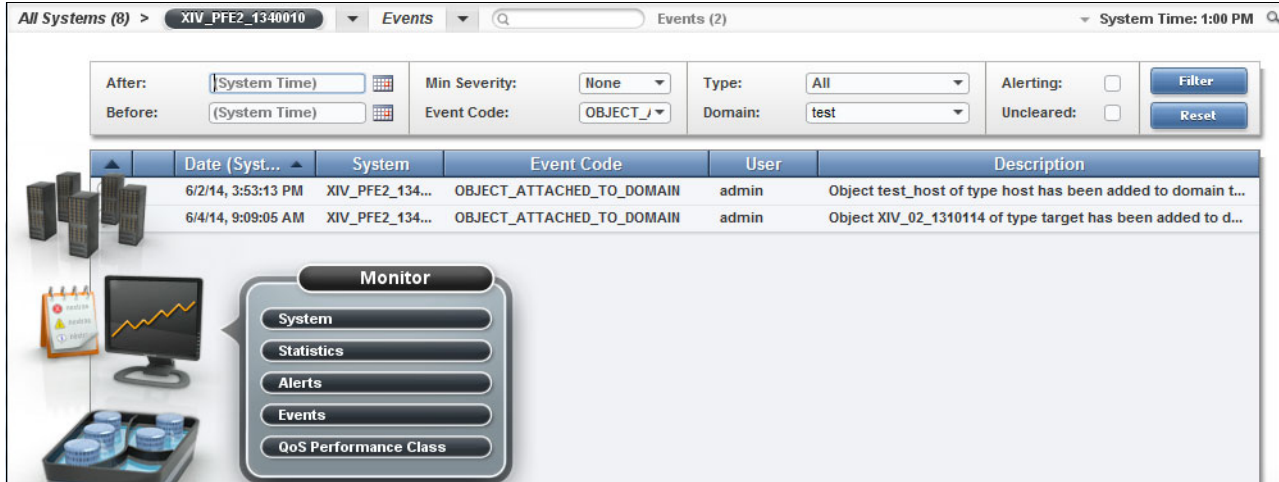 All Systems (8) > XIV_PFE2_1340010 Events Events (2) System Time: 1:00 PM
After: (System Time) Min Severity: None Type: All Alerting: Filter
Before: (System Time) Event Code: OBJECT_ Domain: test Uncleared: Reset
Date (Syst... System Event Code User Description
6/2/14, 3:53:13 PM XIV_PFE2_134... OBJECT_ATTACHED_TO_DOMAIN admin Object test_host of type host has been added to domain t...
6/4/14, 9:09:05 AM XIV_PFE2_134... OBJECT_ATTACHED_TO_DOMAIN admin Object XIV_02_1310114 of type target has been added to d...
Monitor
System
Statistics
Alerts
Events
QoS Performance Class